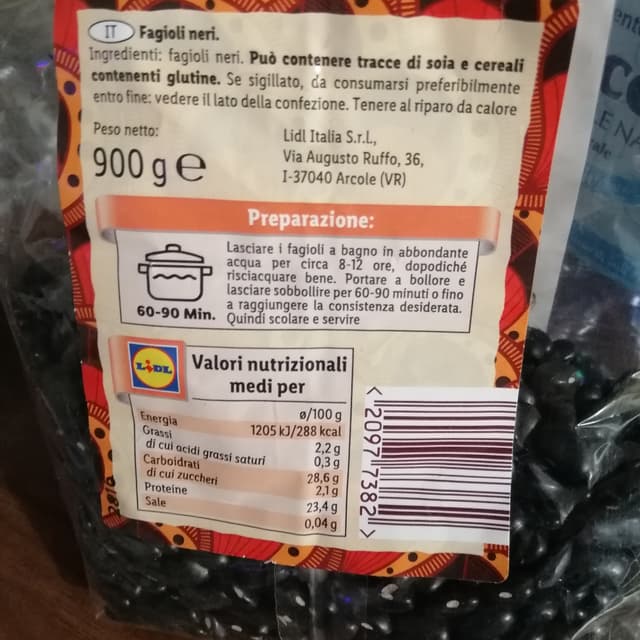 IT Fagioli neri.
Ingredienti: fagioli neri. Può contenere tracce di soia e cereali
contenenti glutine. Se sigillato, da consumarsi preferibilmente
entro fine: vedere il lato della confezione. Tenere al riparo da calore
Peso netto:
900 g e
Lidl Italia S.r.l.,
Via Augusto Ruffo, 36,
I-37040 Arcole (VR)
Preparazione:
Lasciare i fagioli a bagno in abbondante
acqua per circa 8-12 ore, dopodiché
risciacquare bene. Portare a bollore e
lasciare sobbollire per 60-90 minuti o fino
a raggiungere la consistenza desiderata.
Quindi scolare e servire
60-90 Min.
LIDL
Valori nutrizionali
medi per
ø/100 g
Energia 1205 kJ/288 kcal
Grassi 2,2 g
di cui acidi grassi saturi 0,3 g
Carboidrati 28,6 g
di cui zuccheri 2,1 g
Proteine 23,4 g
Sale 0,04 g
<2097 7382>